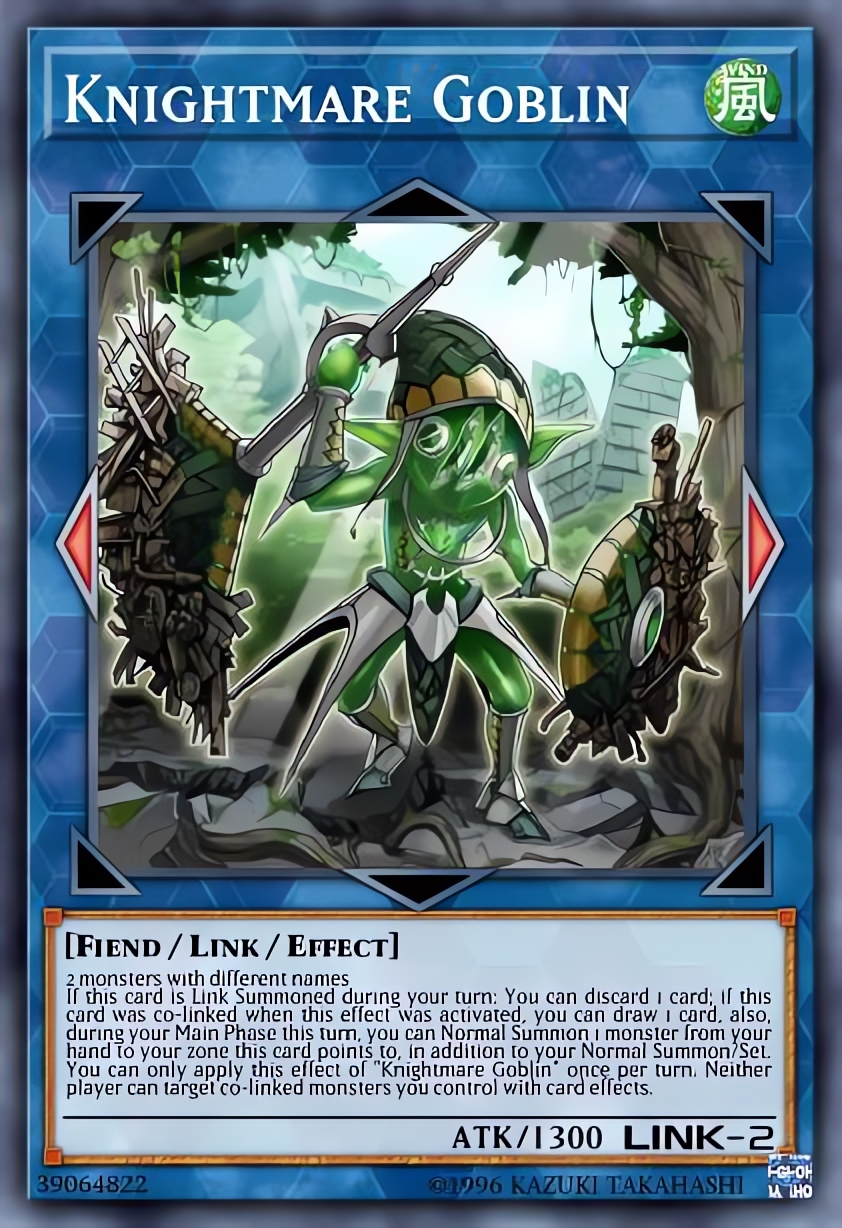 KNIGHTMARE GOBLIN
WIND
風
[FIEND / LINK / EFFECT]
2 monsters with different names
If this card is Link Summoned during your turn: You can discard 1 card; if this
card was co-linked when this effect was activated, you can draw 1 card, also,
during your Main Phase this turn, you can Normal Summon 1 monster from your
hand to your zone this card points to, in addition to your Normal Summon/Set.
You can only apply this effect of "Knightmare Goblin" once per turn. Neither
player can target co-linked monsters you control with card effects.
ATK/1300 LINK-2
39064822
©1996 KAZUKI TAKAHASHI